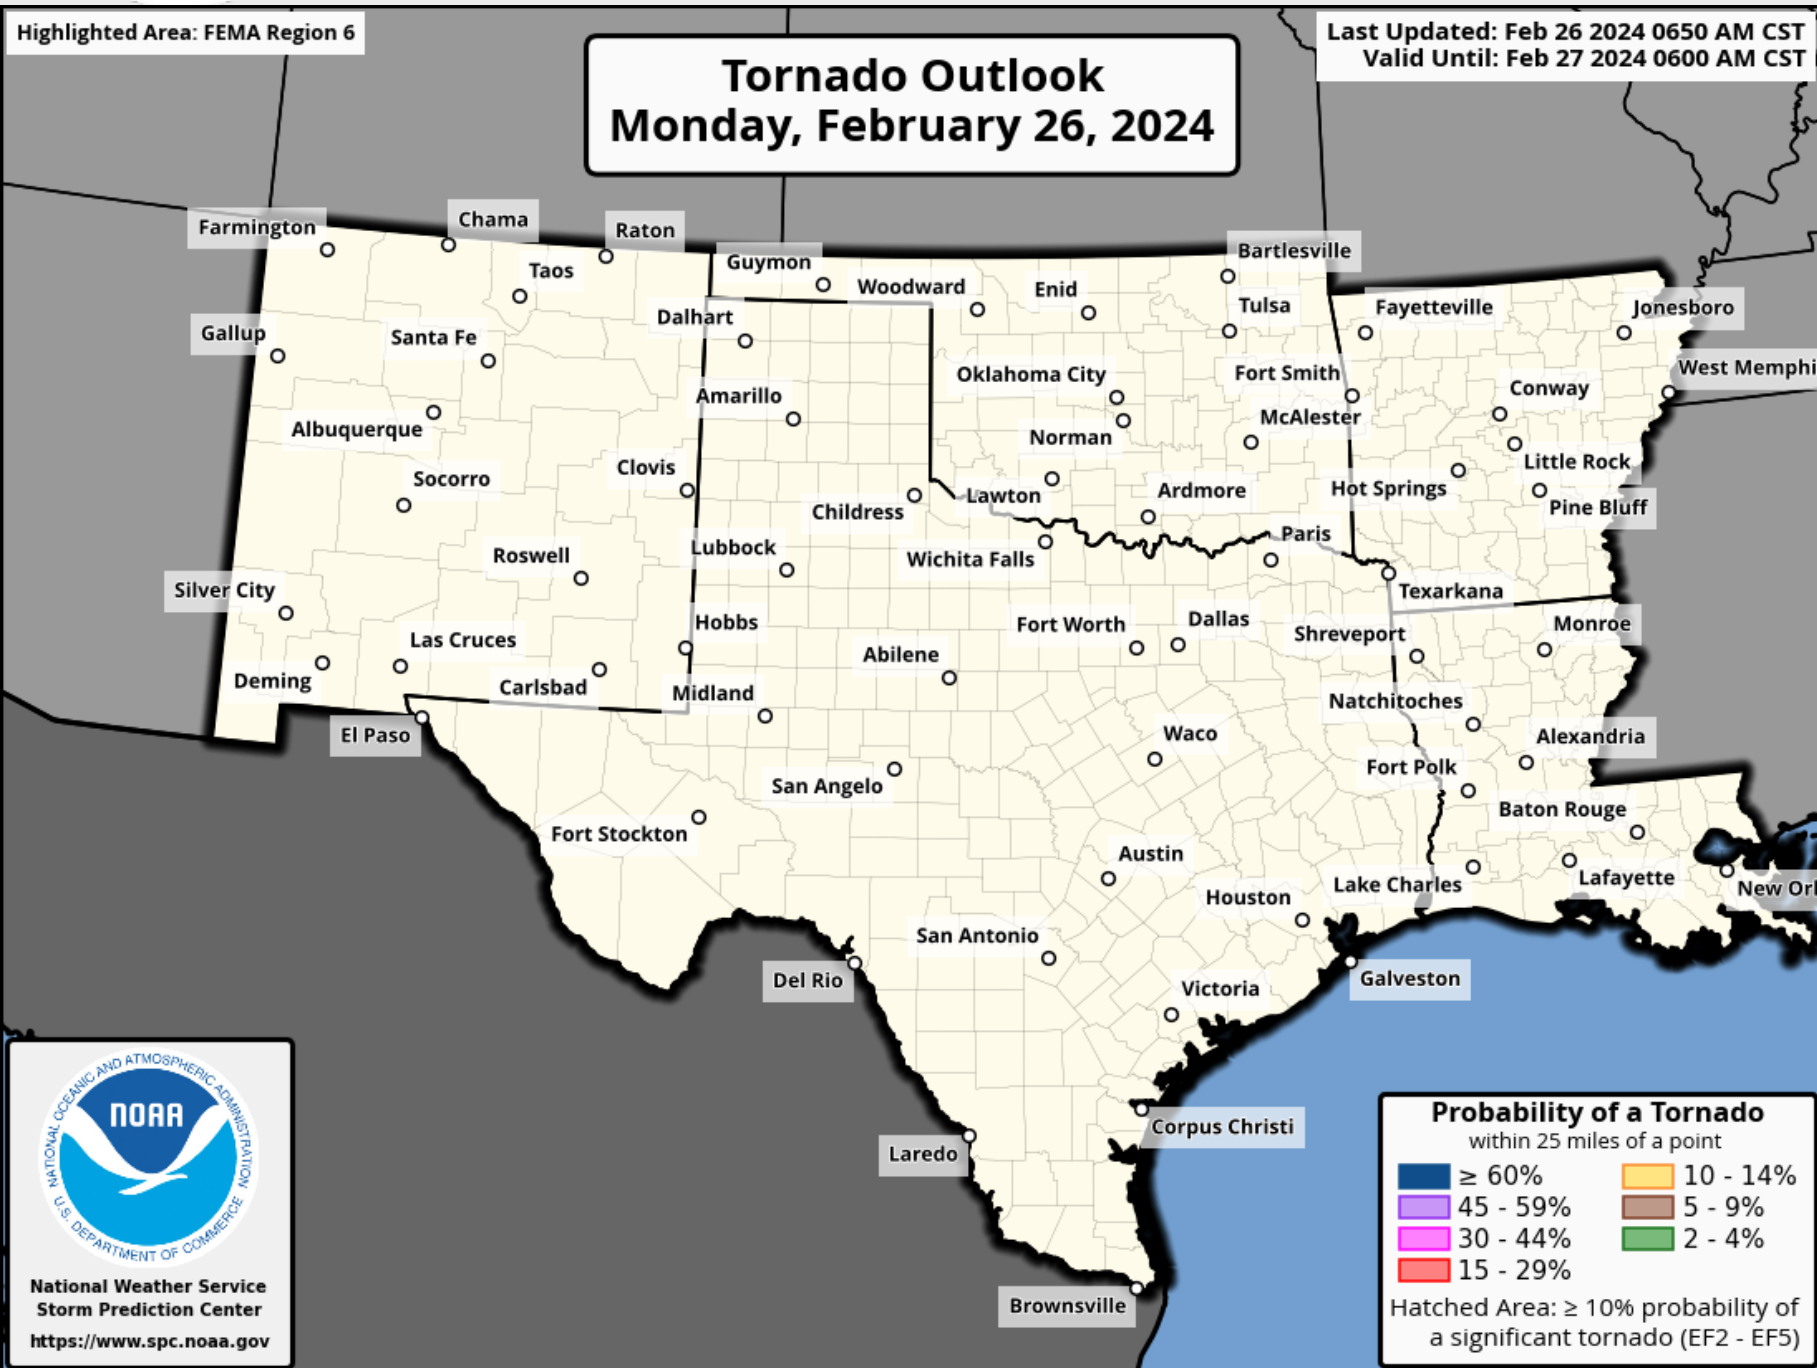 Highlighted Area: FEMA Region 6
Last Updated: Feb 26 2024 0650 AM CST
Valid Until: Feb 27 2024 0600 AM CST
Tornado Outlook
Monday, February 26, 2024
Farmington
Chama
Raton
Taos
Guymon
Woodward
Enid
Bartlesville
Tulsa
Fayetteville
Jonesboro
Gallup
Santa Fe
Dalhart
Oklahoma City
Fort Smith
West Memphi
Conway
Albuquerque
Amarillo
Norman
McAlester
Little Rock
Socorro
Clovis
Childress
Lawton
Ardmore
Hot Springs
Pine Bluff
Roswell
Lubbock
Wichita Falls
Paris
Silver City
Texarkana
Las Cruces
Hobbs
Fort Worth
Dallas
Shreveport
Monroe
Deming
Carlsbad
Midland
Abilene
Natchitoches
El Paso
Waco
Alexandria
San Angelo
Fort Polk
Fort Stockton
Baton Rouge
Austin
Houston
Lake Charles
Lafayette
New Orl
San Antonio
Del Rio
Victoria
Galveston
Laredo
Corpus Christi
Brownsville
NATIONAL OCEANIC AND ATMOSPHERIC ADMINISTRATION
NOAA
U.S. DEPARTMENT OF COMMERCE
National Weather Service
Storm Prediction Center
https://www.spc.noaa.gov
Probability of a Tornado
within 25 miles of a point
≥ 60% 10 - 14%
45 - 59% 5 - 9%
30 - 44% 2 - 4%
15 - 29%
Hatched Area: ≥ 10% probability of
a significant tornado (EF2 - EF5)